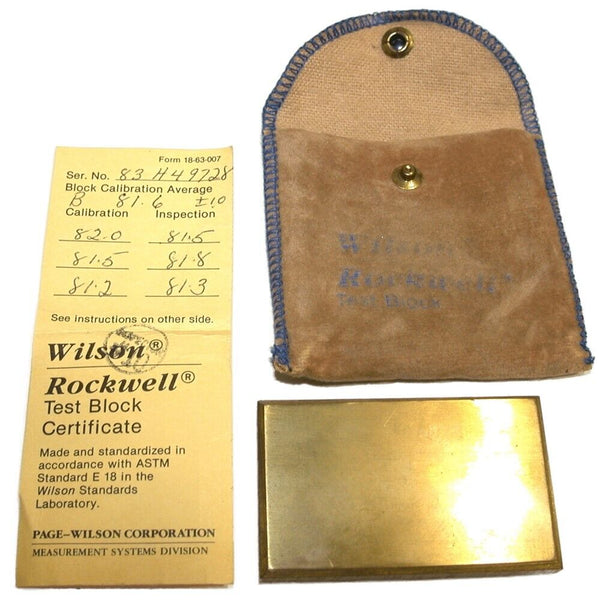 Form 18-63-007
Ser. No. 83 H49728
Block Calibration Average
B 81.6 ±1.0
Calibration Inspection
82.0 81.5
81.5 81.8
81.2 81.3
See instructions on other side.
Wilson®
Rockwell®
Test Block
Certificate
Made and standardized in
accordance with ASTM
Standard E 18 in the
Wilson Standards
Laboratory.
PAGE-WILSON CORPORATION
MEASUREMENT SYSTEMS DIVISION
Wilson
Rockwell
Test Block